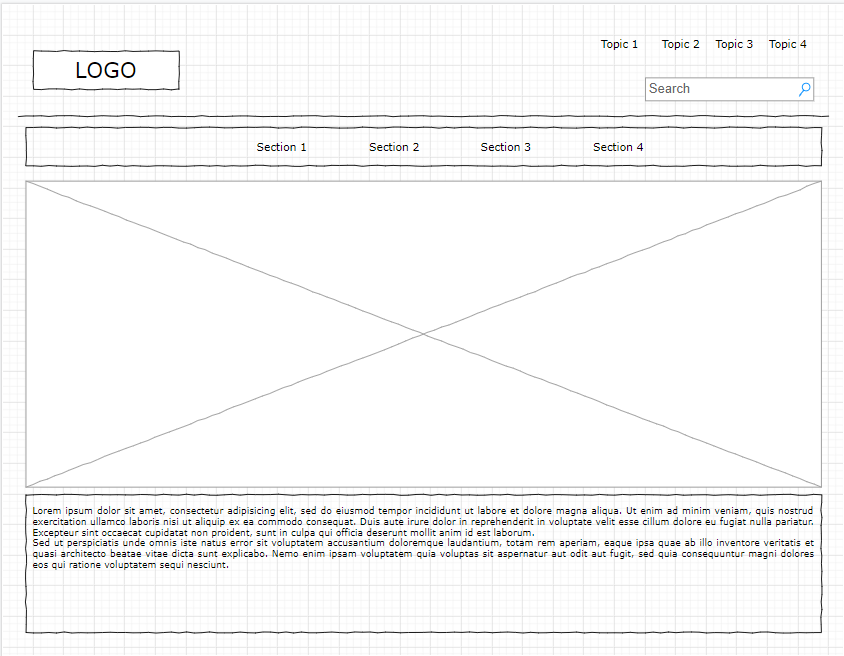 Topic 1 Topic 2 Topic 3 Topic 4
LOGO
Search
Section 1 Section 2 Section 3 Section 4
Lorem ipsum dolor sit amet, consectetur adipisicing elit, sed do eiusmod tempor incididunt ut labore et dolore magna aliqua. Ut enim ad minim veniam, quis nostrud
exercitation ullamco laboris nisi ut aliquip ex ea commodo consequat. Duis aute irure dolor in reprehenderit in voluptate velit esse cillum dolore eu fugiat nulla pariatur.
Excepteur sint occaecat cupidatat non proident, sunt in culpa qui officia deserunt mollit anim id est laborum.
Sed ut perspiciatis unde omnis iste natus error sit voluptatem accusantium doloremque laudantium, totam rem aperiam, eaque ipsa quae ab illo inventore veritatis et
quasi architecto beatae vitae dicta sunt explicabo. Nemo enim ipsam voluptatem quia voluptas sit aspernatur aut odit aut fugit, sed quia consequuntur magni dolores
eos qui ratione voluptatem sequi nesciunt.